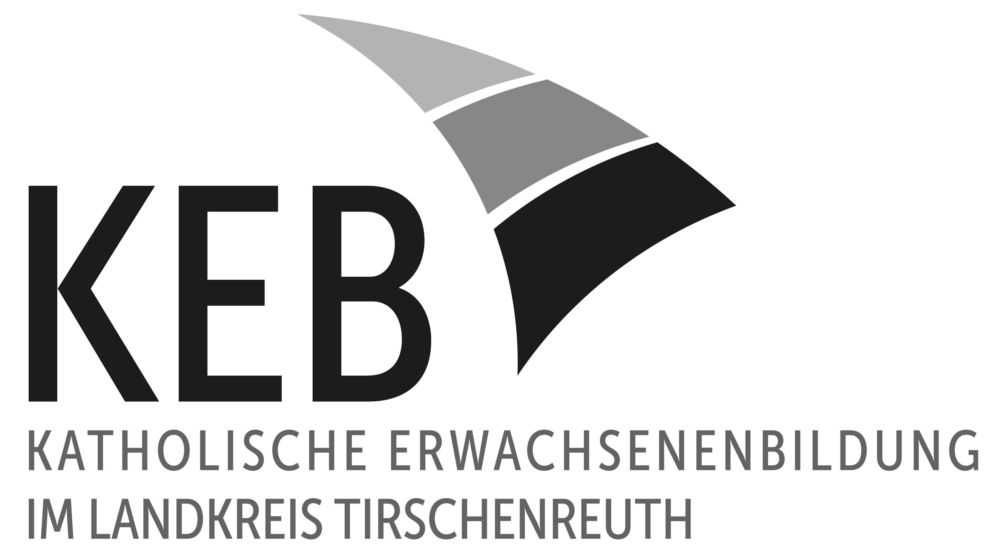 KEB
KATHOLISCHE ERWACHSENENBILDUNG
IM LANDKREIS TIRSCHENREUTH